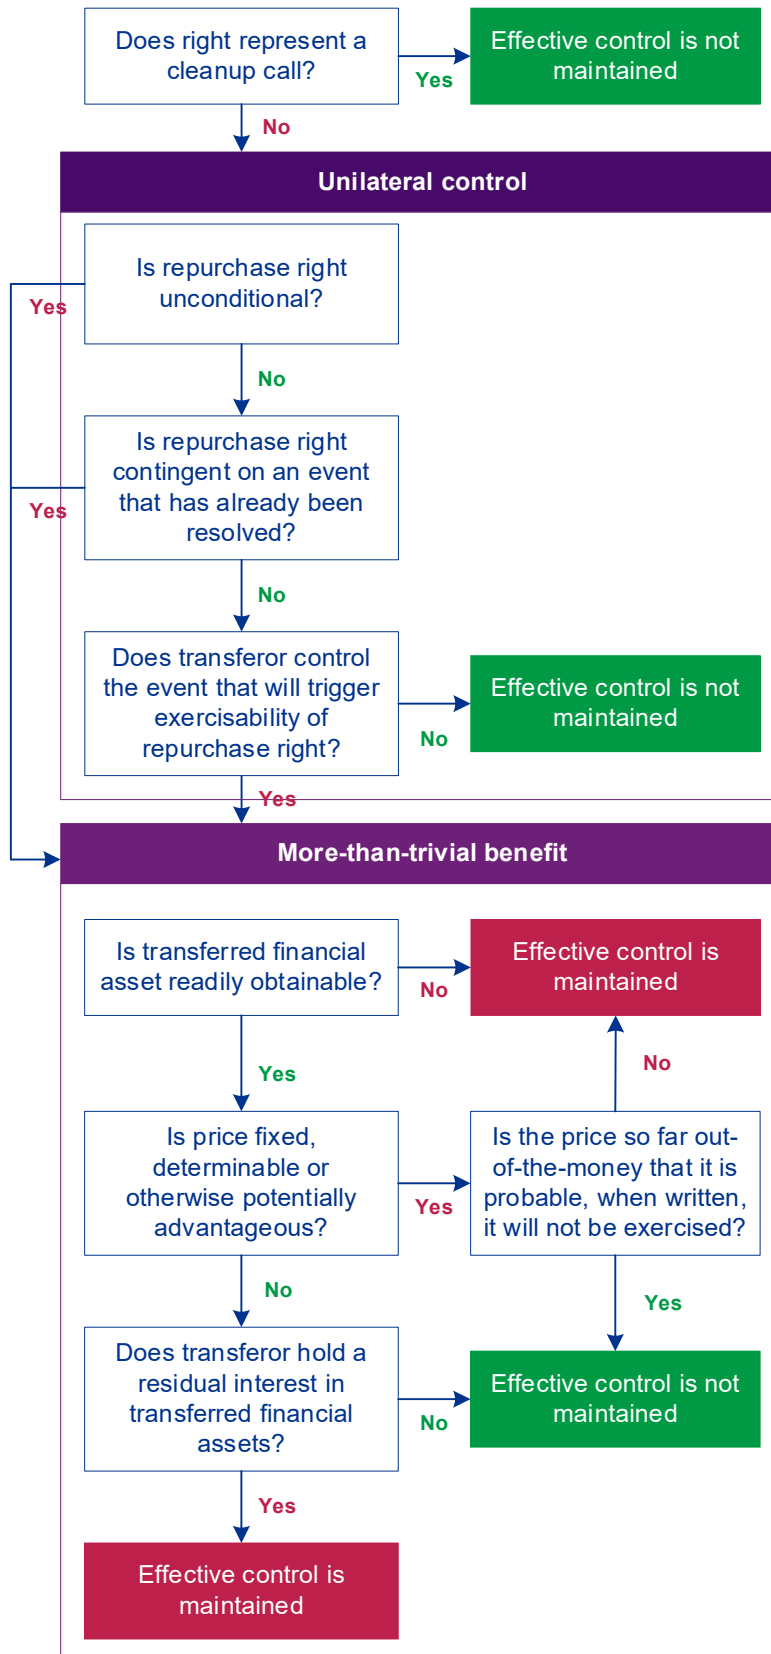 Does right represent a
cleanup call?
Yes
Effective control is not
maintained
No
Unilateral control
Is repurchase right
unconditional?
Yes
No
Is repurchase right
contingent on an event
that has already been
resolved?
Yes
No
Does transferor control
the event that will trigger
exercisability of
repurchase right?
No
Effective control is not
maintained
Yes
More-than-trivial benefit
Is transferred financial
asset readily obtainable?
No
Effective control is
maintained
Yes
No
Is price fixed,
determinable or
otherwise potentially
advantageous?
Yes
Is the price so far out-
of-the-money that it is
probable, when written,
it will not be exercised?
No
Yes
Does transferor hold a
residual interest in
transferred financial
assets?
No
Effective control is not
maintained
Yes
Effective control is
maintained